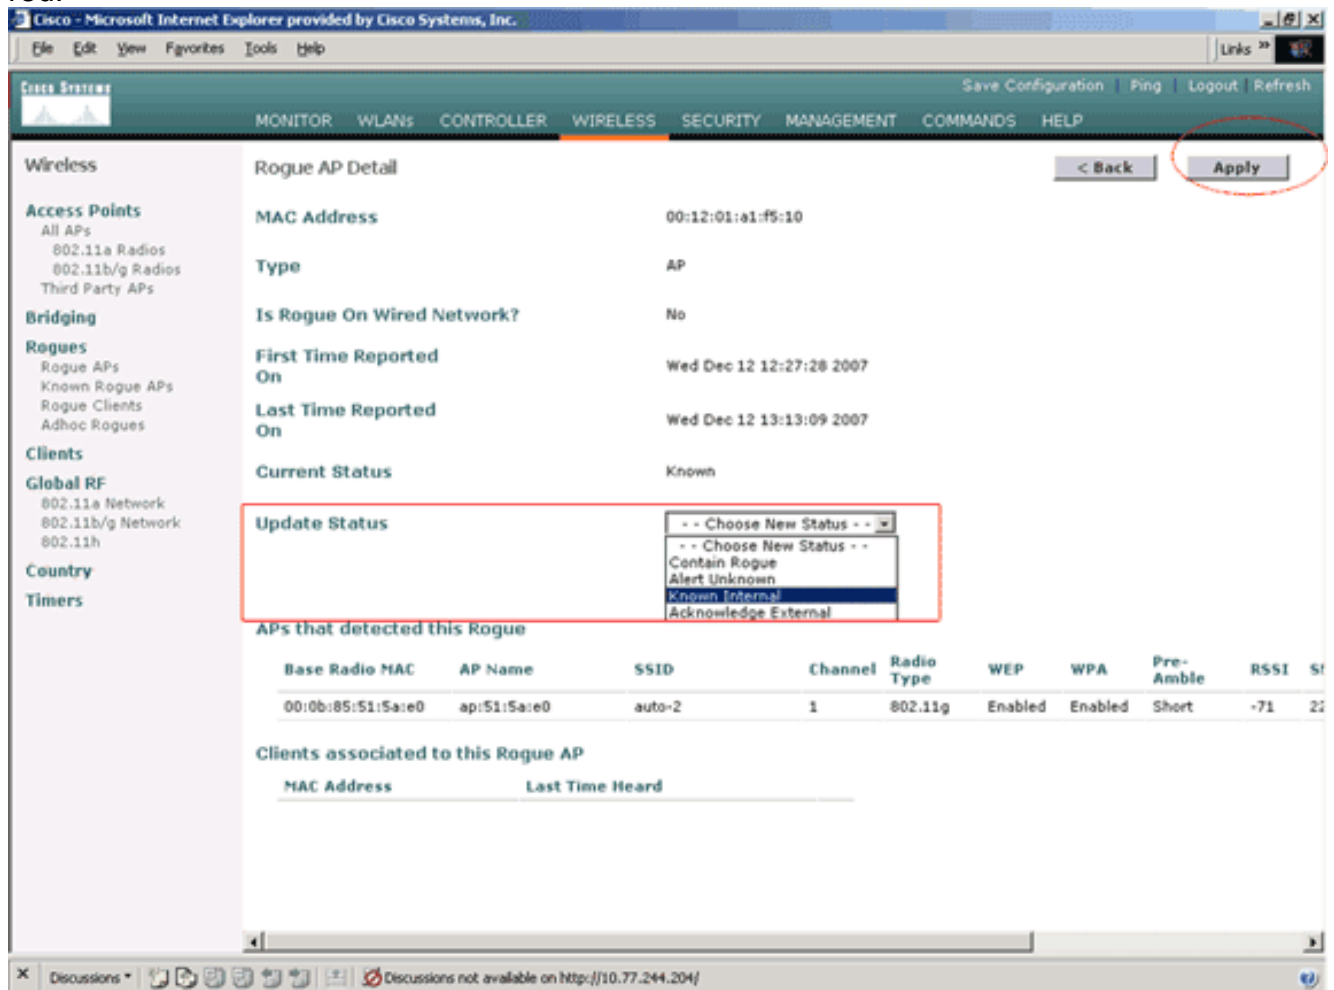 Cisco - Microsoft Internet Explorer provided by Cisco Systems, Inc.
File Edit View Favorites Tools Help
Links »
CISCO SYSTEMS
Save Configuration | Ping | Logout | Refresh
MONITOR WLANs CONTROLLER WIRELESS SECURITY MANAGEMENT COMMANDS HELP
Wireless
Access Points
All APs
802.11a Radios
802.11b/g Radios
Third Party APs
Bridging
Rogues
Rogue APs
Known Rogue APs
Rogue Clients
Adhoc Rogues
Clients
Global RF
802.11a Network
802.11b/g Network
802.11h
Country
Timers
Rogue AP Detail
< Back
Apply
MAC Address 00:12:01:a1:f5:10
Type AP
Is Rogue On Wired Network? No
First Time Reported
On
Wed Dec 12 12:27:28 2007
Last Time Reported
On
Wed Dec 12 13:13:09 2007
Current Status Known
Update Status - - Choose New Status - -
- - Choose New Status - -
Contain Rogue
Alert Unknown
Known Internal
Acknowledge External
APs that detected this Rogue
Base Radio MAC AP Name SSID Channel Radio Type WEP WPA Pre-Amble RSSI
00:0b:85:51:5a:e0 ap:51:5a:e0 auto-2 1 802.11g Enabled Enabled Short -71 22
Clients associated to this Rogue AP
MAC Address Last Time Heard
Discussions
Discussions not available on http://10.77.244.204/